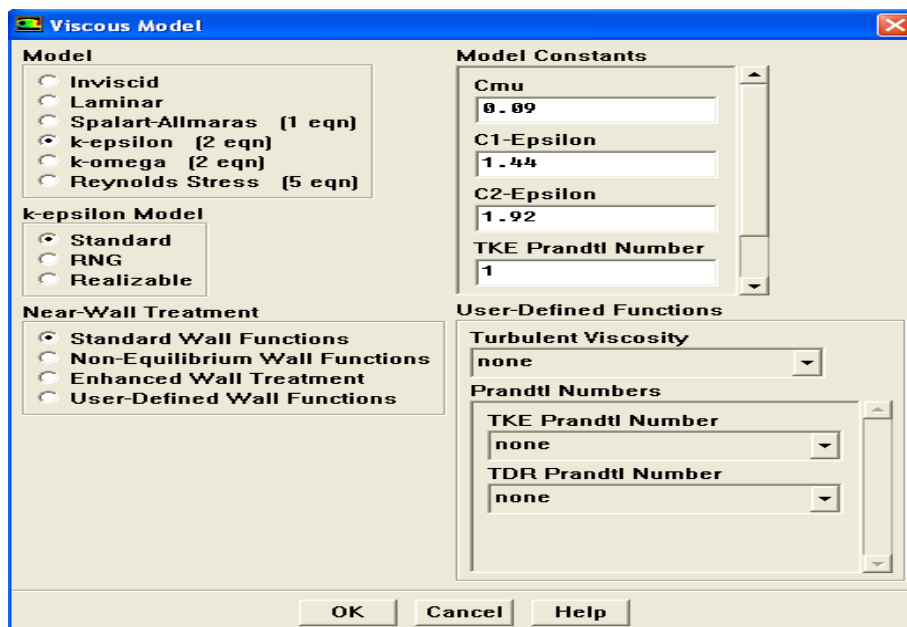 Viscous Model
Model
Inviscid
Laminar
Spalart-Allmaras (1 eqn)
k-epsilon (2 eqn)
k-omega (2 eqn)
Reynolds Stress (5 eqn)
k-epsilon Model
Standard
RNG
Realizable
Near-Wall Treatment
Standard Wall Functions
Non-Equilibrium Wall Functions
Enhanced Wall Treatment
User-Defined Wall Functions
Model Constants
Cmu
0.09
C1-Epsilon
1.44
C2-Epsilon
1.92
TKE Prandtl Number
1
User-Defined Functions
Turbulent Viscosity
none
Prandtl Numbers
TKE Prandtl Number
none
TDR Prandtl Number
none
OK Cancel Help